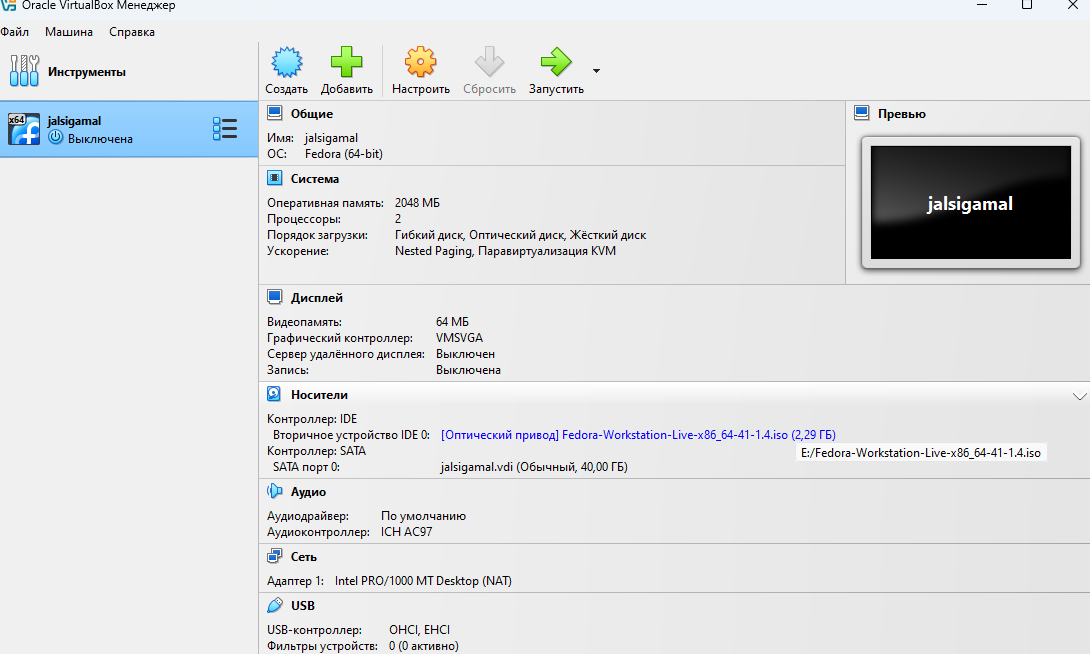 Oracle VirtualBox Менеджер
Файл Машина Справка
Инструменты
Создать Добавить Настроить Сбросить Запустить
x64
jalsigamal
Выключена
Общие
Имя: jalsigamal
ОС: Fedora (64-bit)
Превью
jalsigamal
Система
Оперативная память: 2048 МБ
Процессоры: 2
Порядок загрузки: Гибкий диск, Оптический диск, Жёсткий диск
Ускорение: Nested Paging, Паравиртуализация KVM
Дисплей
Видеопамять: 64 МБ
Графический контроллер: VMSVGA
Сервер удалённого дисплея: Выключен
Запись: Выключена
Носители
Контроллер: IDE
Вторичное устройство IDE 0: [Оптический привод] Fedora-Workstation-Live-x86_64-41-1.4.iso (2,29 ГБ)
Контроллер: SATA
E:/Fedora-Workstation-Live-x86_64-41-1.4.iso
SATA порт 0: jalsigamal.vdi (Обычный, 40,00 ГБ)
Аудио
Аудиодрайвер: По умолчанию
Аудиоконтроллер: ICH AC97
Сеть
Адаптер 1: Intel PRO/1000 MT Desktop (NAT)
USB
USB-контроллер: OHCI, EHCI
Фильтры устройств: 0 (0 активно)